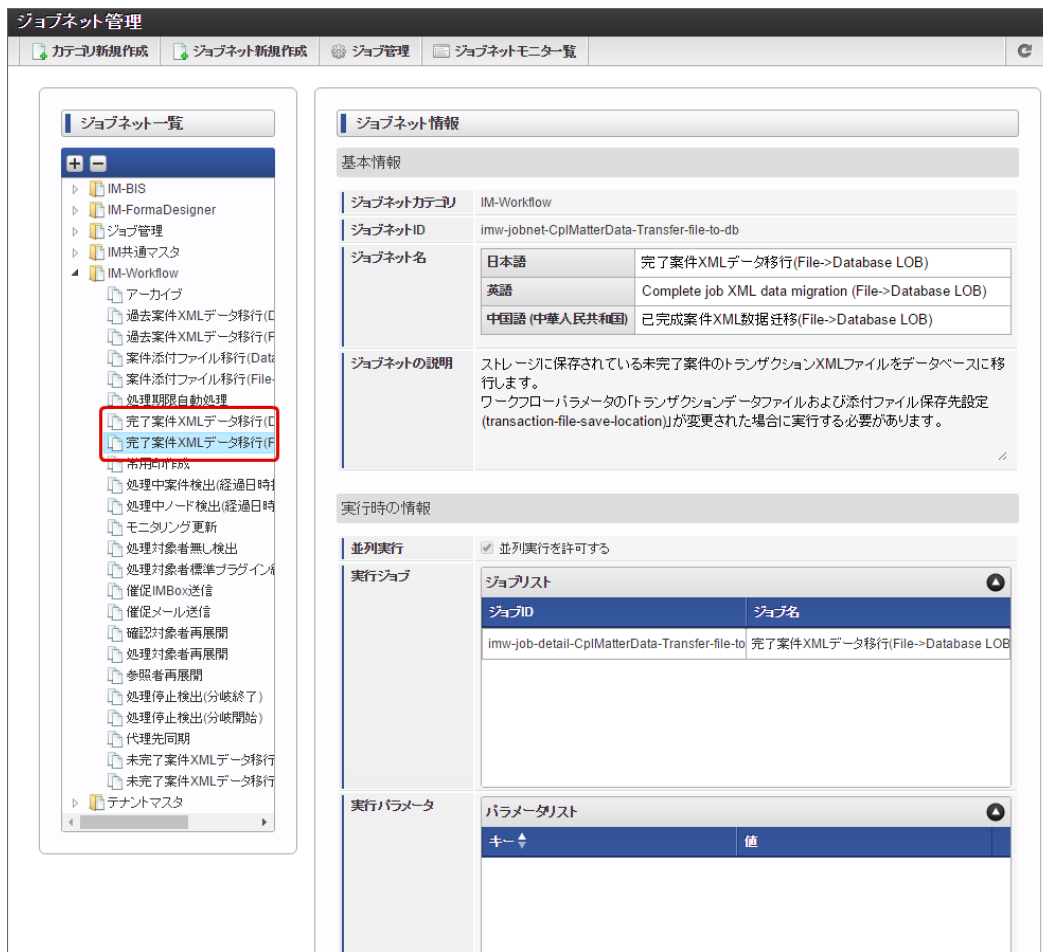 ジョブネット管理
カテゴリ新規作成 ジョブネット新規作成 ジョブ管理 ジョブネットモニター覧
ジョブネット一覧
IM-BIS
IM-FormaDesigner
ジョブ管理
IM共通マスタ
IM-Workflow
アーカイブ
過去案件XMLデータ移行(D
過去案件XMLデータ移行(F
案件添付ファイル移行(Data
案件添付ファイル移行(File-
処理期限自動処理
完了案件XMLデータ移行(D
完了案件XMLデータ移行(F
常用印作成
処理中案件検出(経過日時
処理中ノード検出(経過日時
モニタリング更新
処理対象者無し検出
処理対象者標準プラグイン
催促IMBox送信
催促メール送信
確認対象者再展開
処理対象者再展開
参照者再展開
処理停止検出(分岐終了)
処理停止検出(分岐開始)
代理先同期
未完了案件XMLデータ移行
未完了案件XMLデータ移行
テナントマスタ
ジョブネット情報
基本情報
ジョブネットカテゴリ IM-Workflow
ジョブネットID imw-jobnet-CplMatterData-Transfer-file-to-db
ジョブネット名
日本語 完了案件XMLデータ移行(File->Database LOB)
英語 Complete job XML data migration (File->Database LOB)
中国語 (中華人民共和国) 已完成案件XML数据迁移(File->Database LOB)
ジョブネットの説明 ストレージに保存されている未完了案件のトランザクションXMLファイルをデータベースに移
行します。
ワークフローパラメータの「トランザクションデータファイルおよび添付ファイル保存先設定
(transaction-file-save-location)」が変更された場合に実行する必要があります。
実行時の情報
並列実行 並列実行を許可する
実行ジョブ ジョブリスト
ジョブID ジョブ名
imw-job-detail-CplMatterData-Transfer-file-to 完了案件XMLデータ移行(File->Database LOB
実行パラメータ パラメータリスト
キー 値